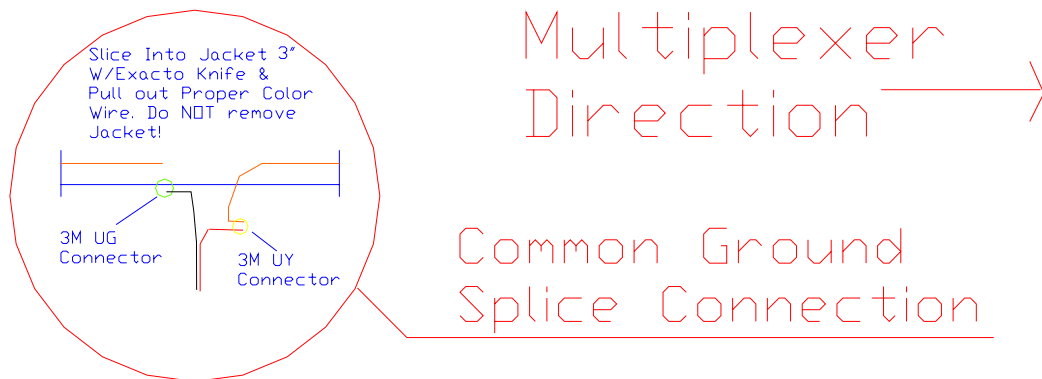 Slice Into Jacket 3"
W/Exacto Knife &
Pull out Proper Color
Wire. Do NOT remove
Jacket!
3M UG
Connector
3M UY
Connector
Multiplexer
Direction
Common Ground
Splice Connection